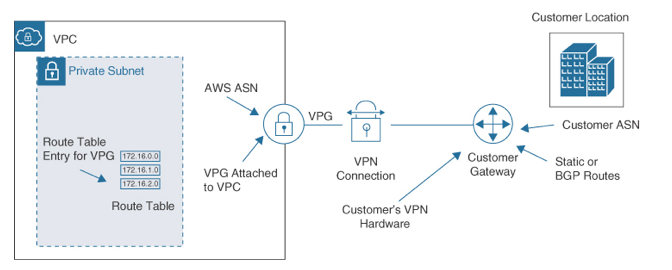 Customer Location
VPC
Private Subnet
AWS ASN
VPG
Customer ASN
Route Table
Entry for VPG
172.16.0.0
172.16.1.0
172.16.2.0
Route Table
VPG Attached
to VPC
VPN
Connection
Customer
Gateway
Static or
BGP Routes
Customer's VPN
Hardware